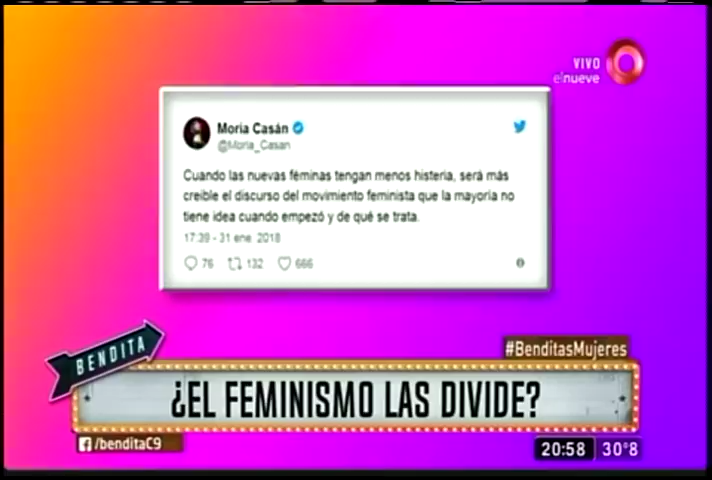 VIVO
elnueve
Moria Casán
@Moria_Casan
Cuando las nuevas féminas tengan menos histeria, será más
creible el discurso del movimiento feminista que la mayoría no
tiene idea cuando empezó y de qué se trata.
17:39 - 31 ene. 2018
76 132 666
BENDITA
#BenditasMujeres
¿EL FEMINISMO LAS DIVIDE?
/benditaC9
20:58 30°8